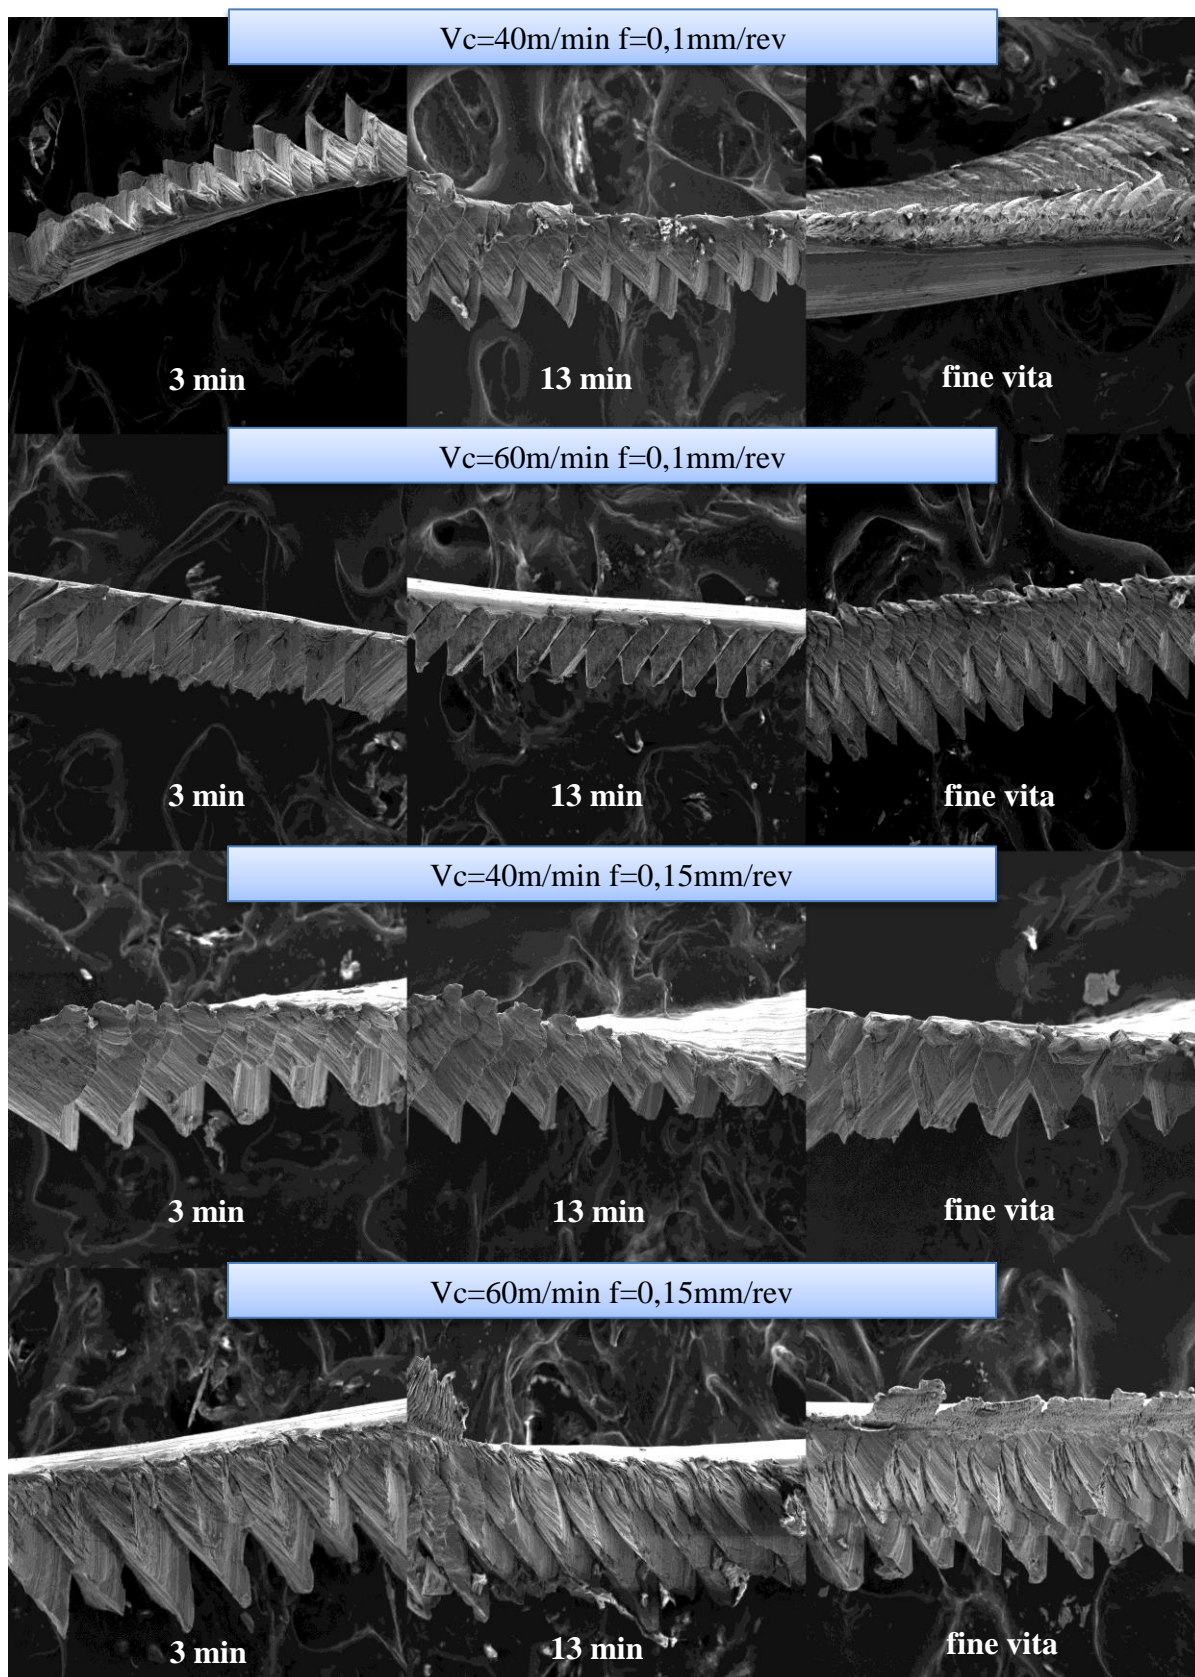 Vc=40m/min f=0,1mm/rev
3 min
13 min
fine vita
Vc=60m/min f=0,1mm/rev
3 min
13 min
fine vita
Vc=40m/min f=0,15mm/rev
3 min
13 min
fine vita
Vc=60m/min f=0,15mm/rev
3 min
13 min
fine vita